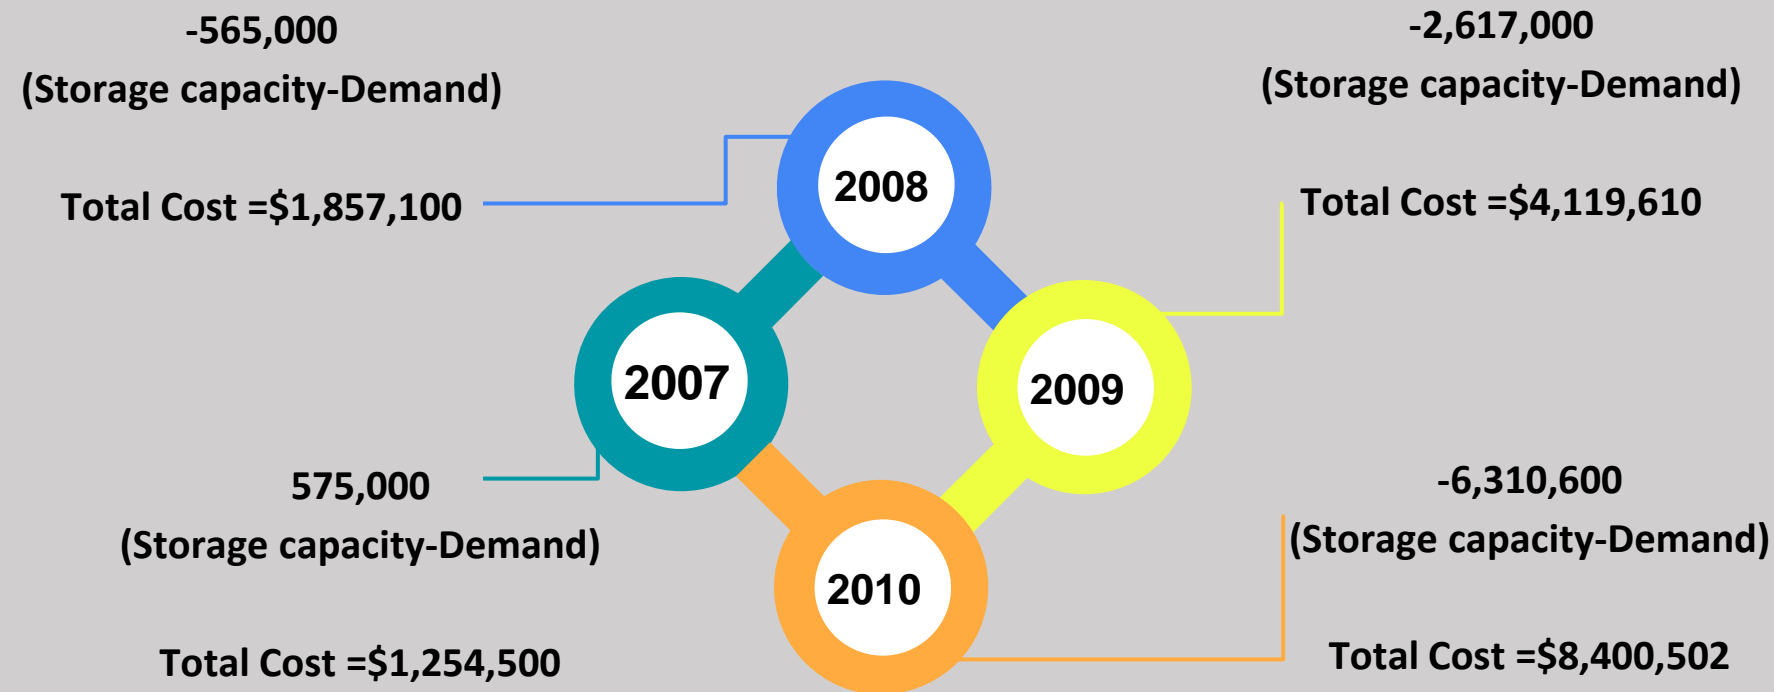 -565,000
(Storage capacity-Demand)
Total Cost =$1,857,100
2008
-2,617,000
(Storage capacity-Demand)
Total Cost =$4,119,610
2007
2009
575,000
(Storage capacity-Demand)
Total Cost =$1,254,500
2010
-6,310,600
(Storage capacity-Demand)
Total Cost =$8,400,502